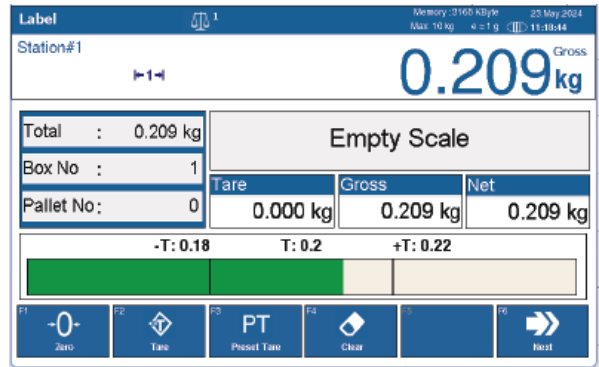 Label 1 Memory :3160 KByte 23.May.2024
Max 10 kg e = 1 g 11:18:44
Station#1 Gross
1 0.209 kg
Total : 0.209 kg
Empty Scale
Box No : 1
Tare Gross Net
Pallet No: 0 0.000 kg 0.209 kg 0.209 kg
-T: 0.18 T: 0.2 +T: 0.22
F1 F2 F3 F4 F5 F6
-0- T PT
Zero Tare Preset Tare Clear Next